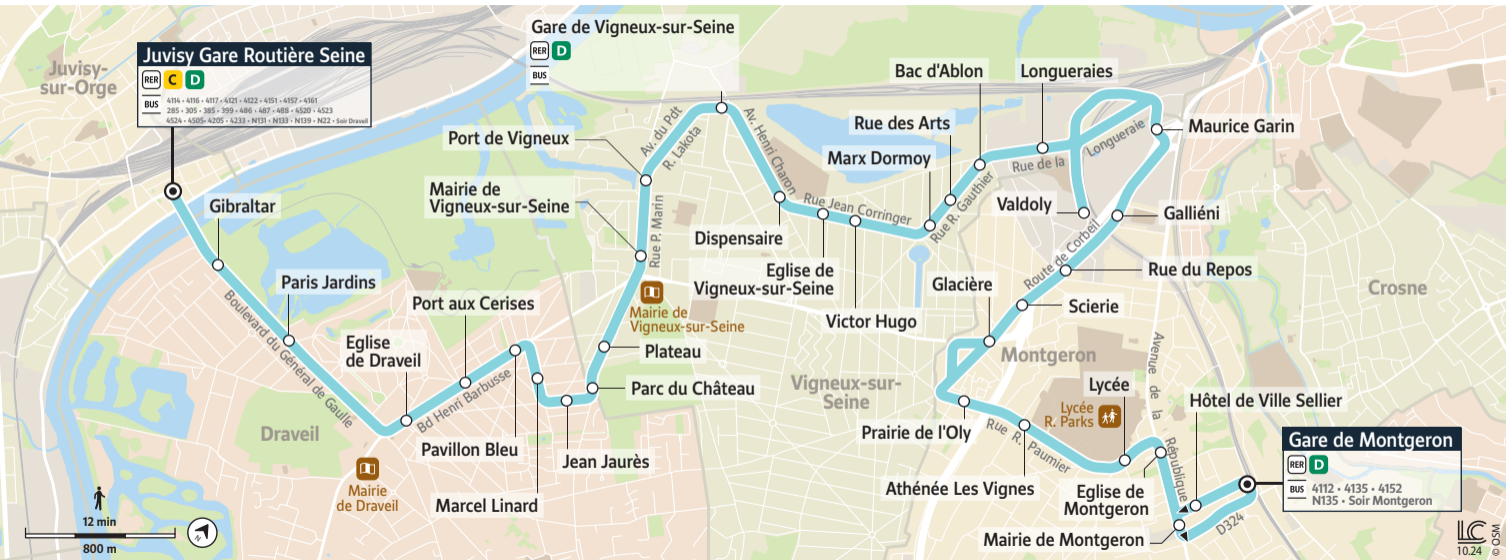 Juvisy Gare Routière Seine
RER C D
BUS
4114 • 4116 • 4117 • 4121 • 4122 • 4151 • 4157 • 4161
285 • 305 • 385 • 399 • 486 • 487 • 488 • 4520 • 4523
4524 • 4505 • 4205 • 4233 • N131 • N133 • N139 • N22 • Soir Draveil
Juvisy-
sur-Orge
Gare de Vigneux-sur-Seine
RER D
BUS
Gibraltar
Paris Jardins
Boulevard du Général de Gaulle
Eglise
de Draveil
Port aux Cerises
Bd Henri Barbusse
Pavillon Bleu
Marcel Linard
Jean Jaurès
Parc du Château
Plateau
Draveil
Mairie
de Draveil
Mairie de
Vigneux-sur-Seine
Mairie de
Vigneux-sur-Seine
Rue P. Marin
Port de Vigneux
Av. du Pdt
R. Lakota
Av. Henri Charon
Dispensaire
Rue Jean Corringer
Eglise de
Vigneux-sur-Seine
Victor Hugo
Marx Dormoy
Rue des Arts
Rue R. Gauthier
Bac d'Ablon
Longueraies
Rue de la
Longueraie
Maurice Garin
Valdoly
Galliéni
Route de Corbeil
Rue du Repos
Scierie
Glacière
Montgeron
Crosne
Vigneux-sur-
Seine
Prairie de l'Oly
Rue R. Paumier
Athénée Les Vignes
Lycée
Lycée
R. Parks
Avenue de la
République
Eglise de
Montgeron
Mairie de Montgeron
Hôtel de Ville Sellier
D324
Gare de Montgeron
RER D
BUS
4112 • 4135 • 4152
N135 • Soir Montgeron
12 min
800 m
N
LC
10.24
© OSM